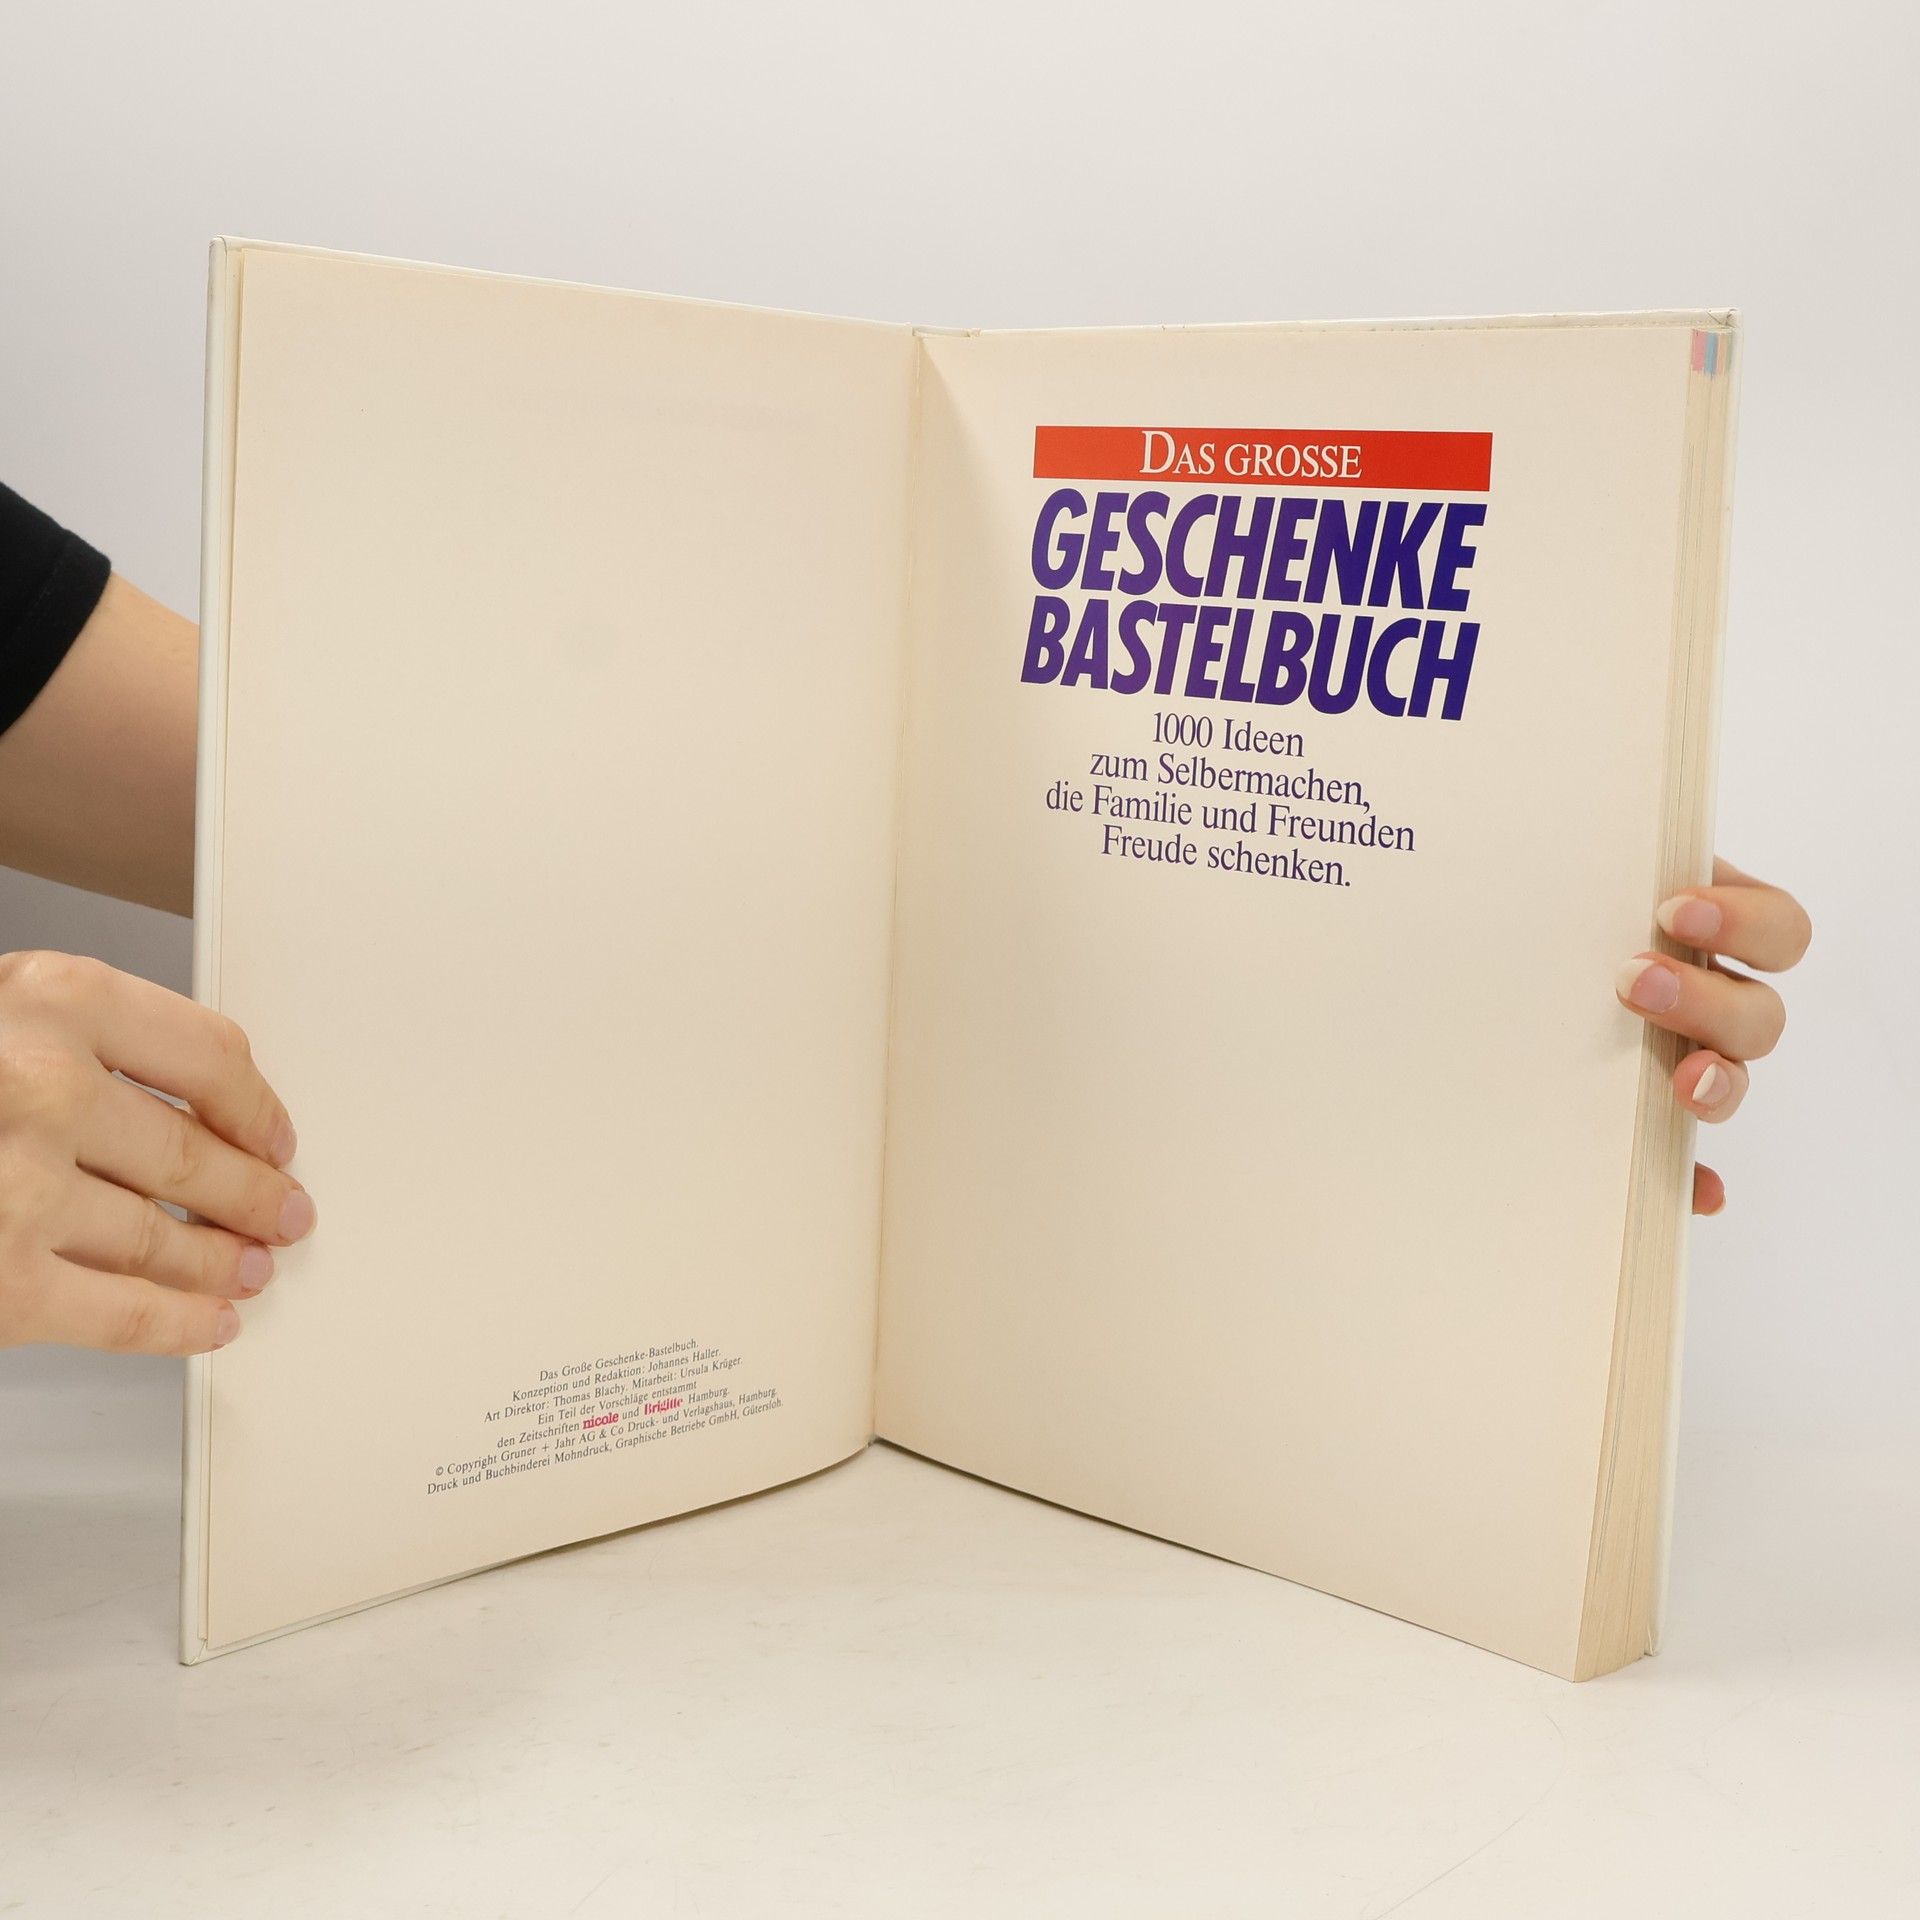 Das Große Geschenke-Bastelbuch.
Konzeption und Redaktion: Johannes Haller.
Art Direktor: Thomas Blachy. Mitarbeit: Ursula Krüger.
Ein Teil der Vorschläge entstammt
den Zeitschriften nicole und Brigitte Hamburg.
© Copyright Gruner + Jahr AG & Co Druck- und Verlagshaus, Hamburg.
Druck und Buchbinderei Mohndruck, Graphische Betriebe GmbH, Gütersloh.
DAS GROSSE
GESCHENKE
BASTELBUCH
1000 Ideen
zum Selbermachen,
die Familie und Freunden
Freude schenken.